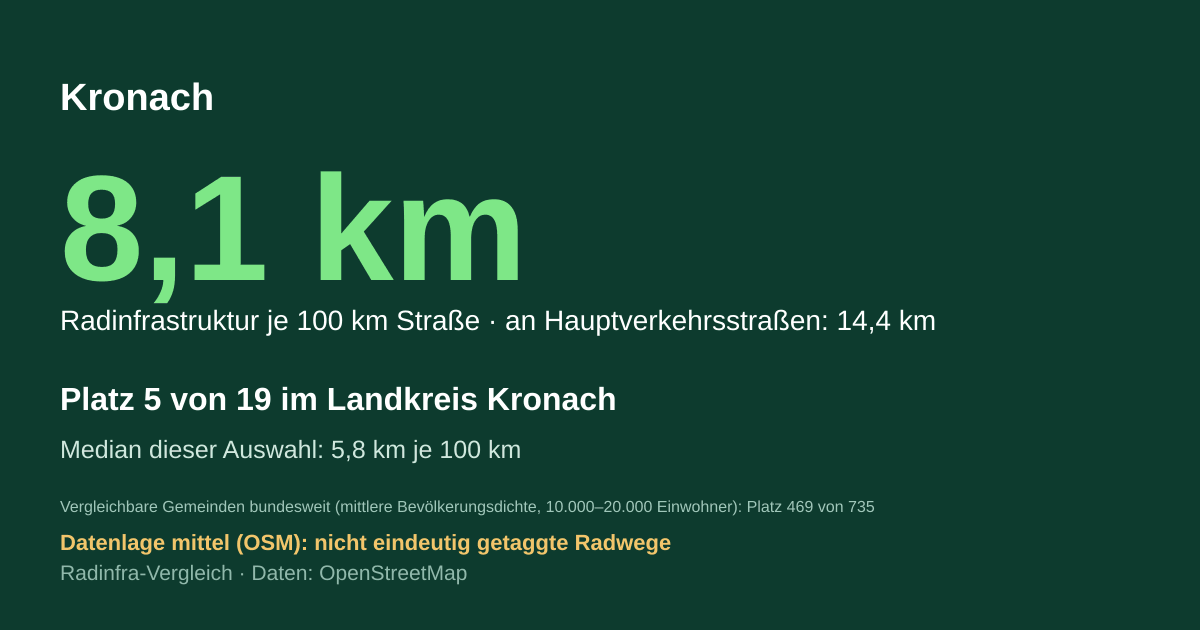 Kronach
8,1 km
Radinfrastruktur je 100 km Straße · an Hauptverkehrsstraßen: 14,4 km
Platz 5 von 19 im Landkreis Kronach
Median dieser Auswahl: 5,8 km je 100 km
Vergleichbare Gemeinden bundesweit (mittlere Bevölkerungsdichte, 10.000–20.000 Einwohner): Platz 469 von 735
Datenlage mittel (OSM): nicht eindeutig getaggte Radwege
Radinfra-Vergleich · Daten: OpenStreetMap